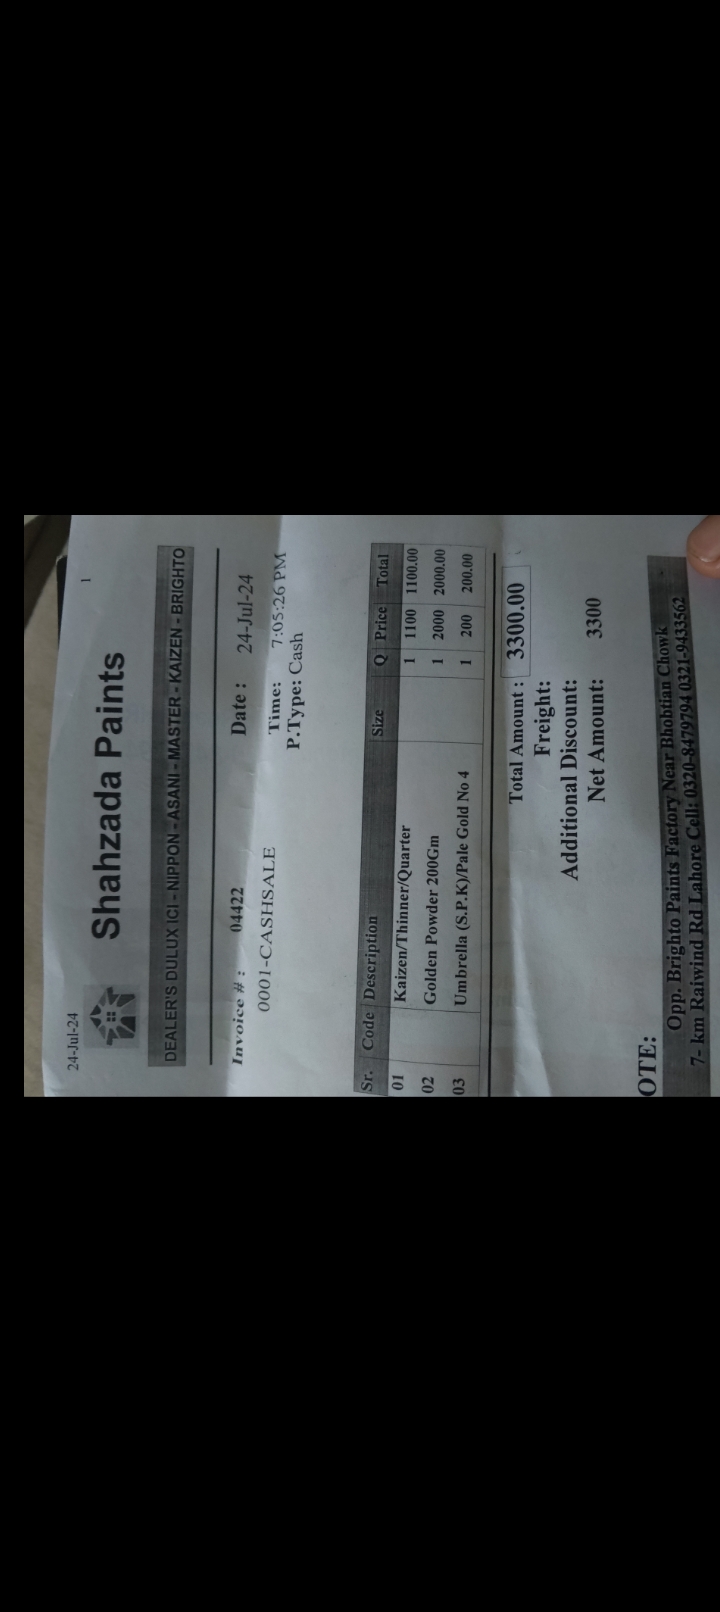 24-Jul-24 1
Shahzada Paints
DEALER'S DULUX ICI - NIPPON - ASANI - MASTER - KAIZEN - BRIGHTO
Invoice # : 04422 Date : 24-Jul-24
0001-CASHSALE Time: 7:05:26 PM
P.Type: Cash
Sr. Code Description Size Q Price Total
01 Kaizen/Thinner/Quarter 1 1100 1100.00
02 Golden Powder 200Gm 1 2000 2000.00
03 Umbrella (S.P.K)/Pale Gold No 4 1 200 200.00
Total Amount : 3300.00
Freight:
Additional Discount:
Net Amount: 3300
OTE:
Opp. Brighto Paints Factory Near Bhobtian Chowk
7- km Raiwind Rd Lahore Cell: 0320-8479794 0321-9433562